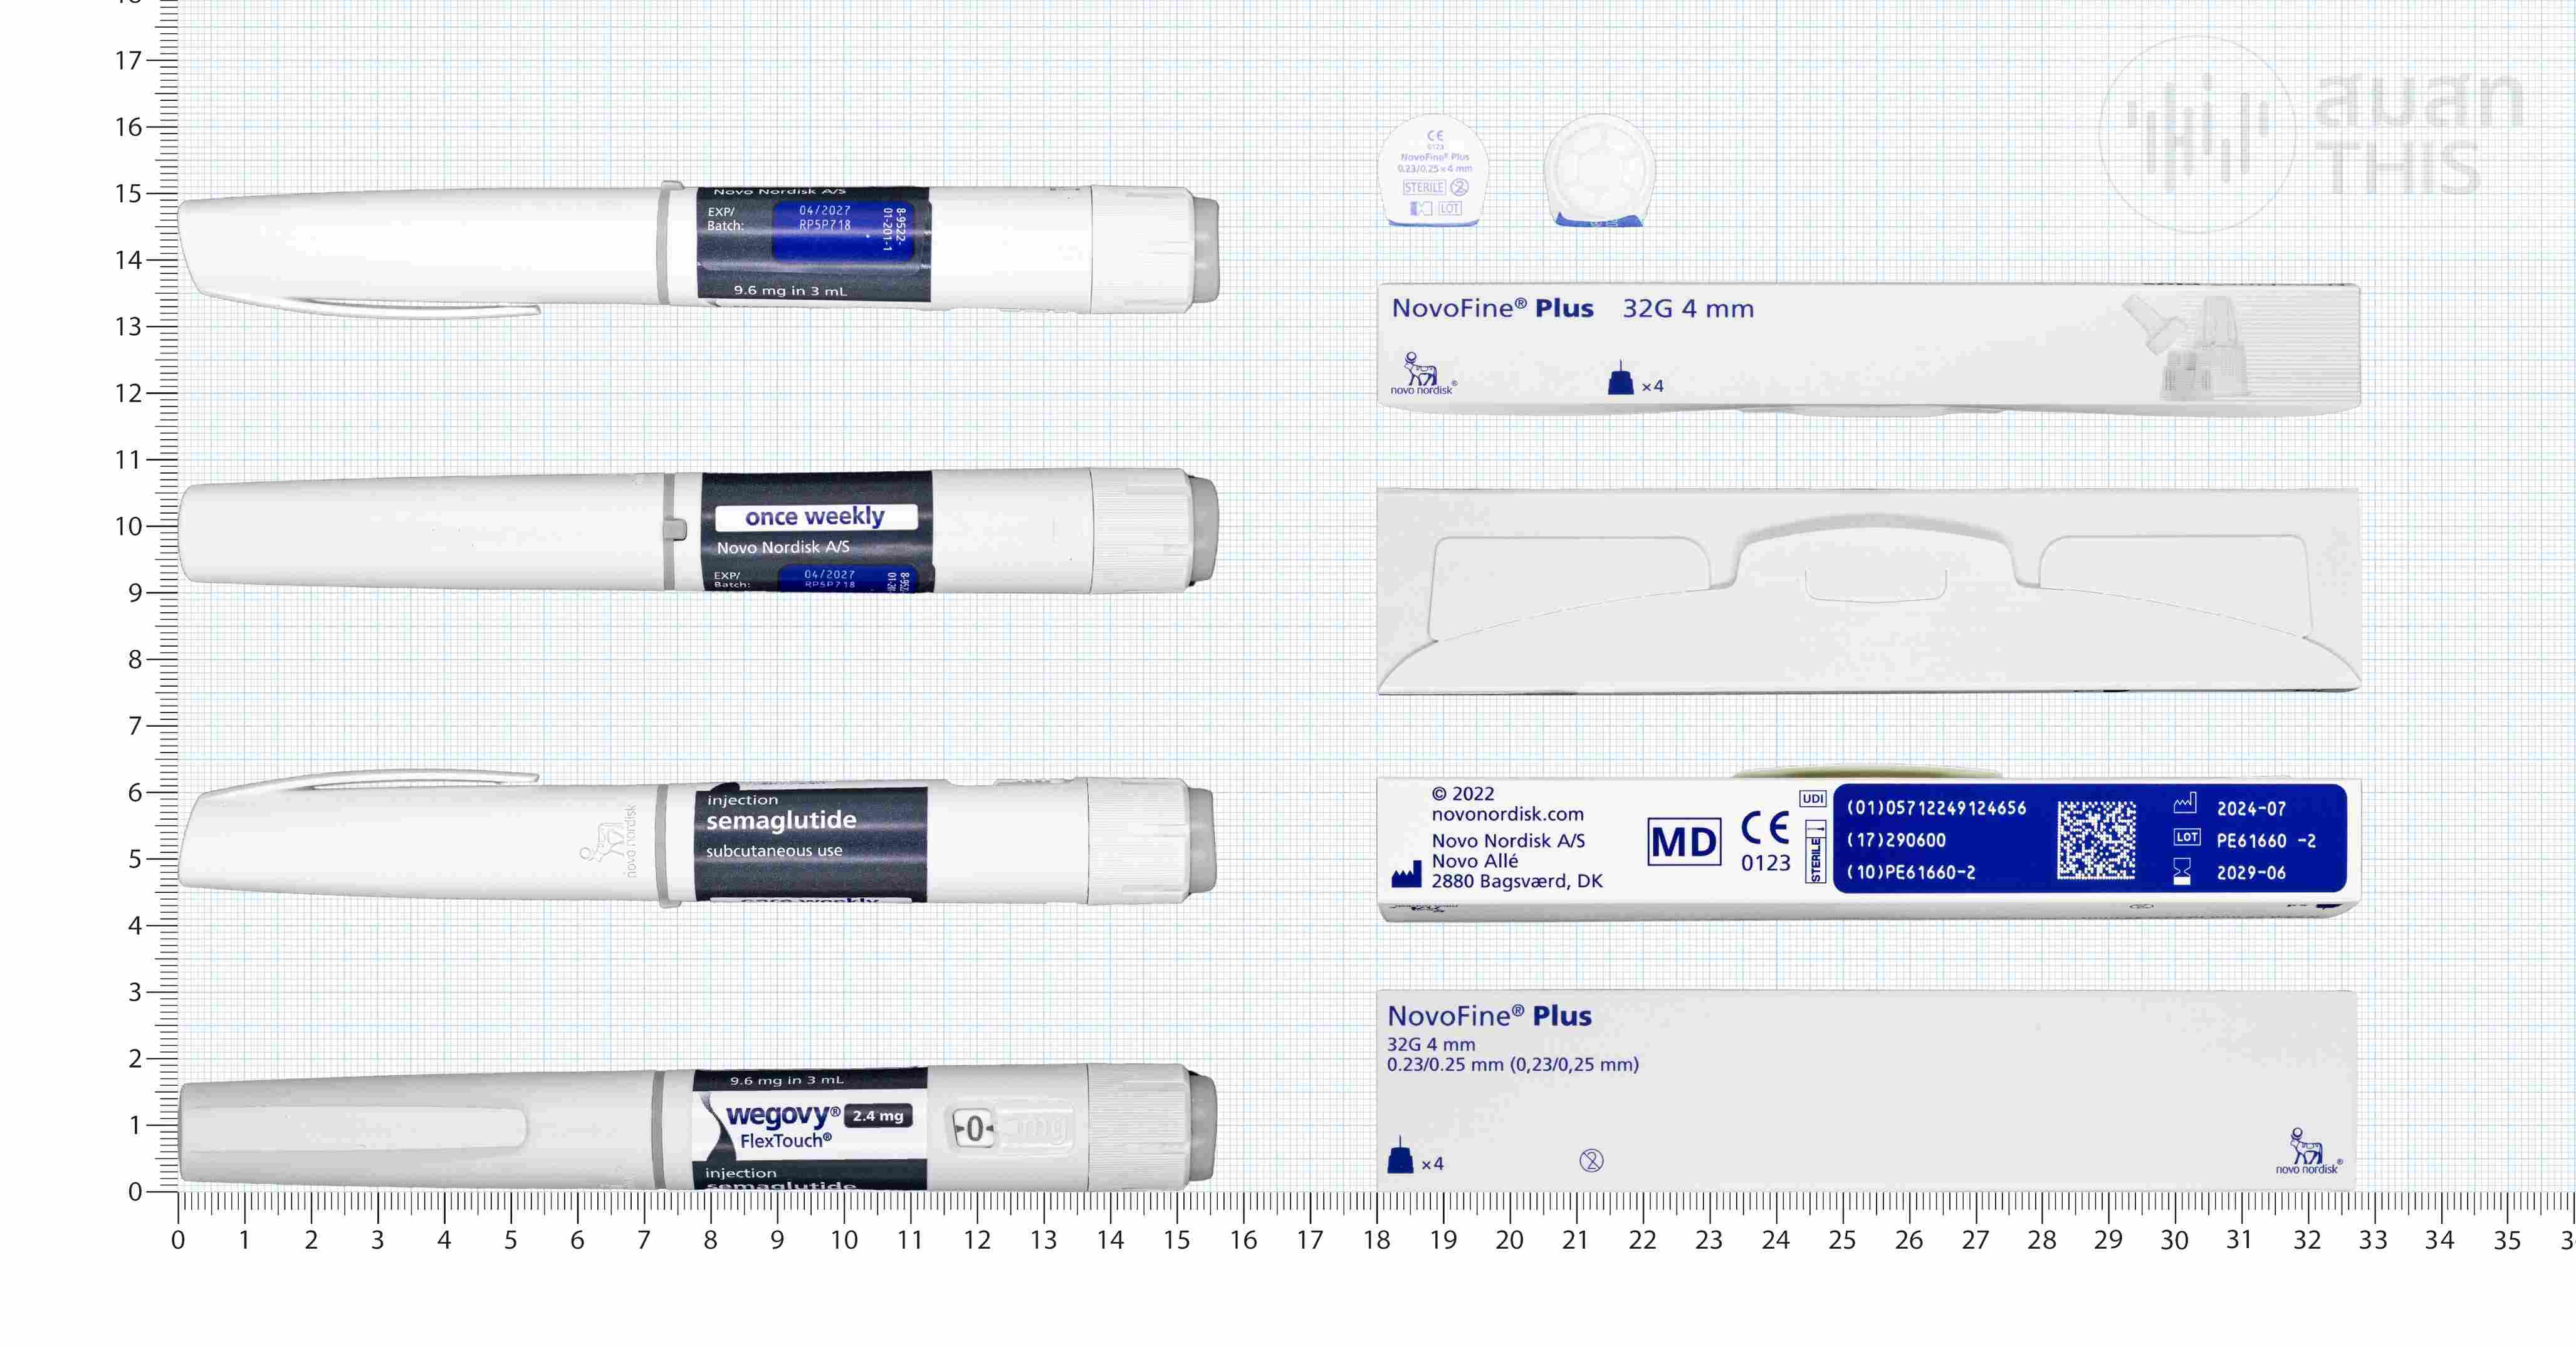 สแกน
THIS
CE
0123
NovoFine® Plus
0.23/0.25 x 4 mm
STERILE
LOT
Novo Nordisk A/S
EXP/
Batch:
04/2027
RP5P718
8-9522-
01-201-1
9.6 mg in 3 mL
NovoFine® Plus 32G 4 mm
novo nordisk®
×4
once weekly
Novo Nordisk A/S
EXP/
Batch:
04/2027
RP5P718
novo nordisk
injection
semaglutide
subcutaneous use
once weekly
© 2022
novonordisk.com
Novo Nordisk A/S
Novo Allé
2880 Bagsværd, DK
MD
CE
0123
UDI
STERILE
(01)05712249124656
(17)290600
(10)PE61660-2
2024-07
LOT PE61660 -2
2029-06
9.6 mg in 3 mL
wegovy® 2.4 mg
FlexTouch®
injection
semaglutide
0
mg
NovoFine® Plus
32G 4 mm
0.23/0.25 mm (0,23/0,25 mm)
×4
novo nordisk®
17
16
15
14
13
12
11
10
9
8
7
6
5
4
3
2
1
0
0 1 2 3 4 5 6 7 8 9 10 11 12 13 14 15 16 17 18 19 20 21 22 23 24 25 26 27 28 29 30 31 32 33 34 35